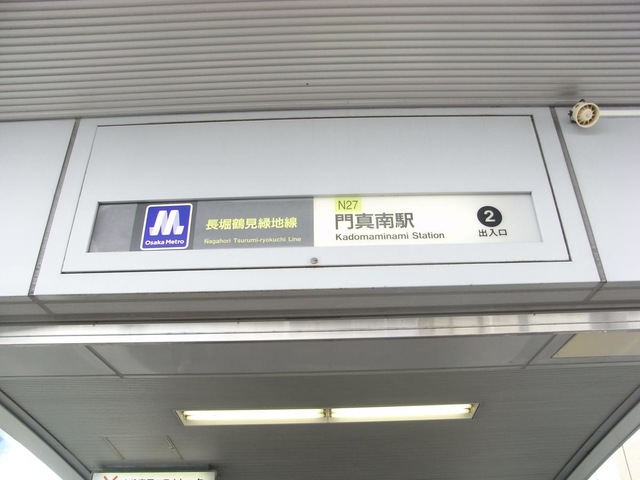 Osaka Metro
長堀鶴見緑地線
Nagahori Tsurumi-ryokuchi Line
N27
門真南駅
Kadomaminami Station
2
出入口